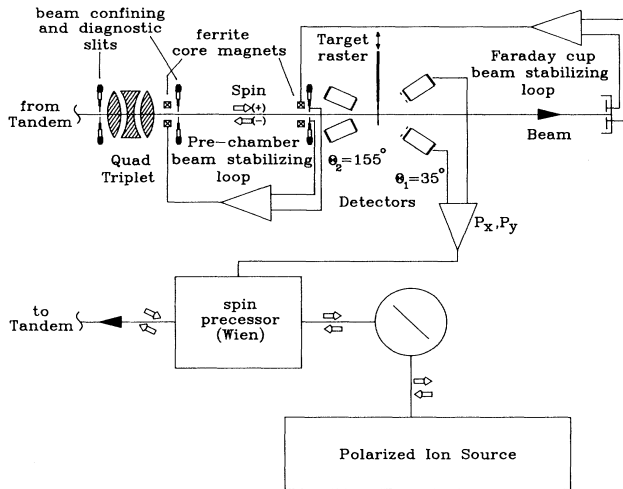 beam confining
and diagnostic
slits
ferrite
core magnets
Target
raster
Faraday cup
beam stabilizing
loop
from
Tandem
Spin
(+)
(−)
Beam
Quad
Triplet
Pre-chamber
beam stabilizing
loop
Θ₂=155°
Θ₁=35°
Detectors
Pₓ,Pᵧ
to
Tandem
spin
precessor
(Wien)
Polarized Ion Source